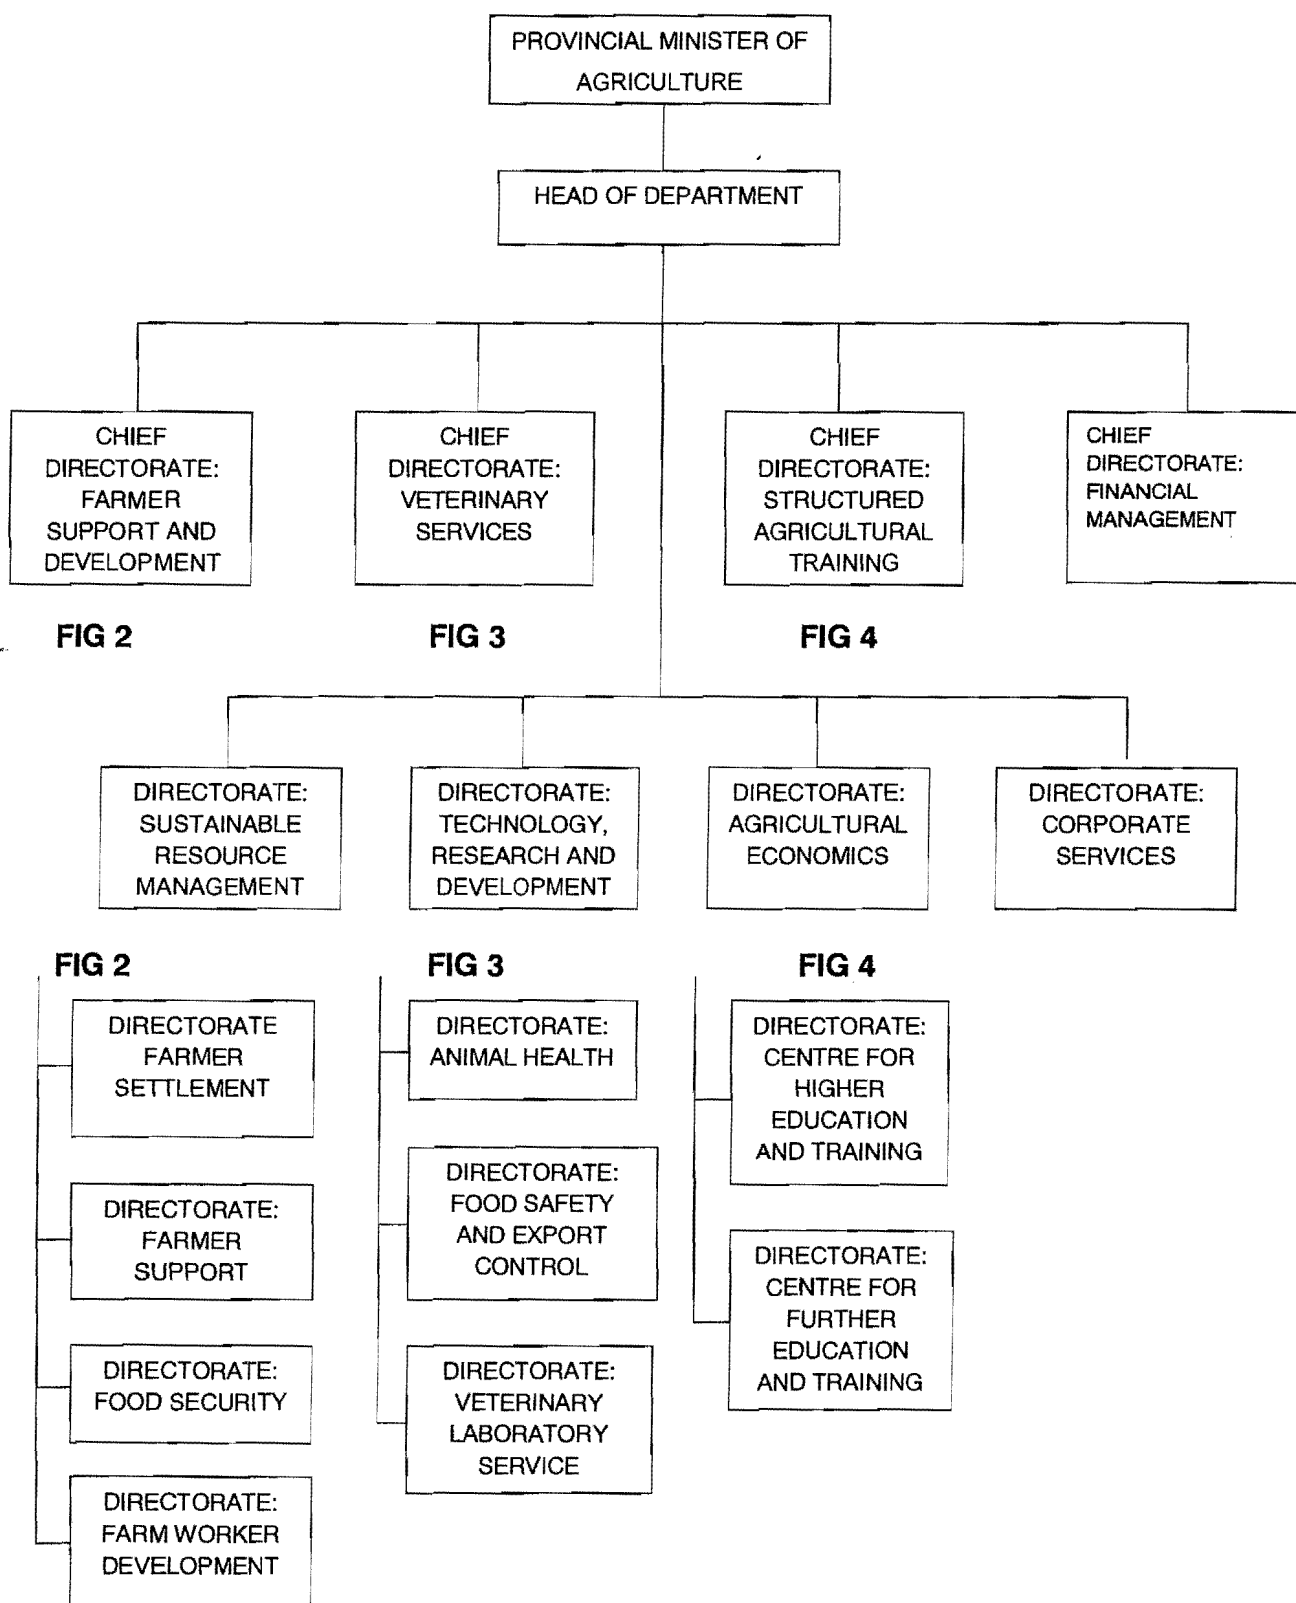 PROVINCIAL MINISTER OF
AGRICULTURE
HEAD OF DEPARTMENT
CHIEF
DIRECTORATE:
FARMER
SUPPORT AND
DEVELOPMENT
CHIEF
DIRECTORATE:
VETERINARY
SERVICES
CHIEF
DIRECTORATE:
STRUCTURED
AGRICULTURAL
TRAINING
CHIEF
DIRECTORATE:
FINANCIAL
MANAGEMENT
FIG 2
FIG 3
FIG 4
DIRECTORATE:
SUSTAINABLE
RESOURCE
MANAGEMENT
DIRECTORATE:
TECHNOLOGY,
RESEARCH AND
DEVELOPMENT
DIRECTORATE:
AGRICULTURAL
ECONOMICS
DIRECTORATE:
CORPORATE
SERVICES
FIG 2
FIG 3
FIG 4
DIRECTORATE
FARMER
SETTLEMENT
DIRECTORATE:
FARMER
SUPPORT
DIRECTORATE:
FOOD SECURITY
DIRECTORATE:
FARM WORKER
DEVELOPMENT
DIRECTORATE:
ANIMAL HEALTH
DIRECTORATE:
FOOD SAFETY
AND EXPORT
CONTROL
DIRECTORATE:
VETERINARY
LABORATORY
SERVICE
DIRECTORATE:
CENTRE FOR
HIGHER
EDUCATION
AND TRAINING
DIRECTORATE:
CENTRE FOR
FURTHER
EDUCATION
AND TRAINING